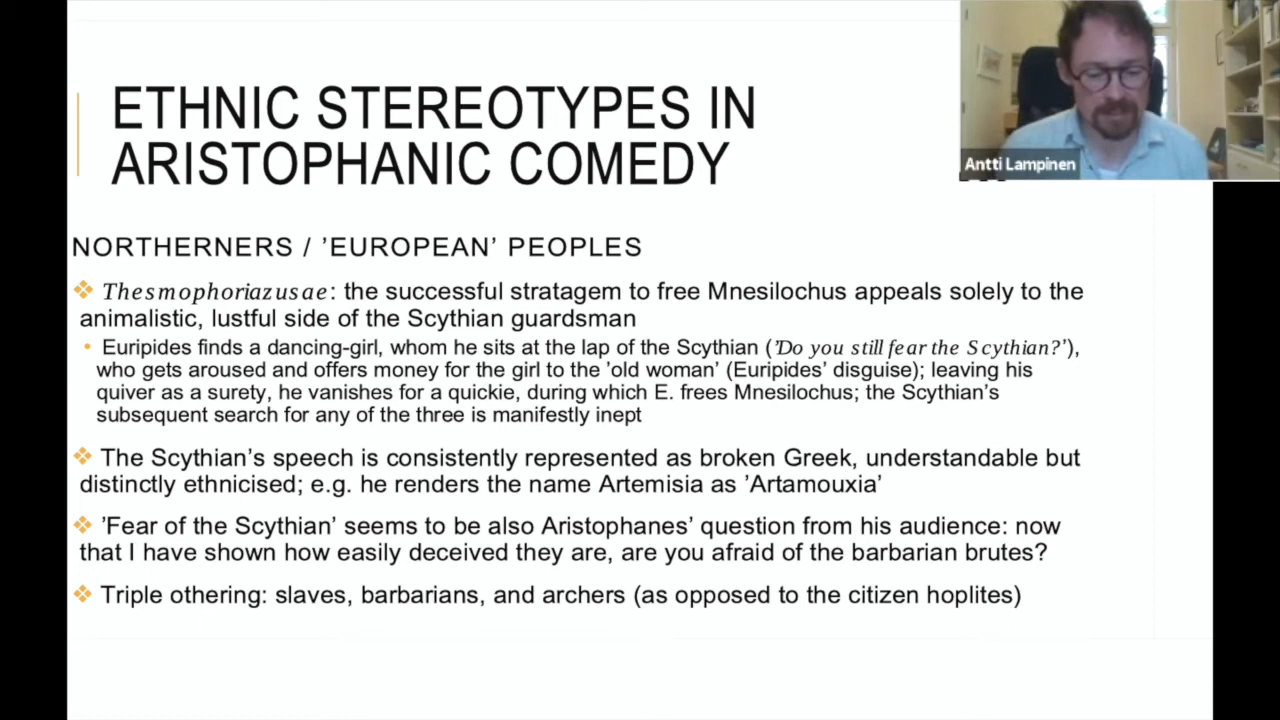 ETHNIC STEREOTYPES IN
ARISTOPHANIC COMEDY
Antti Lampinen
NORTHERNERS / ’EUROPEAN’ PEOPLES
❖ Thesmophoriazusae: the successful stratagem to free Mnesilochus appeals solely to the
animalistic, lustful side of the Scythian guardsman
• Euripides finds a dancing-girl, whom he sits at the lap of the Scythian (’Do you still fear the Scythian?’),
who gets aroused and offers money for the girl to the ’old woman’ (Euripides’ disguise); leaving his
quiver as a surety, he vanishes for a quickie, during which E. frees Mnesilochus; the Scythian’s
subsequent search for any of the three is manifestly inept
❖ The Scythian’s speech is consistently represented as broken Greek, understandable but
distinctly ethnicised; e.g. he renders the name Artemisia as ’Artamouxia’
❖ ’Fear of the Scythian’ seems to be also Aristophanes’ question from his audience: now
that I have shown how easily deceived they are, are you afraid of the barbarian brutes?
❖ Triple othering: slaves, barbarians, and archers (as opposed to the citizen hoplites)